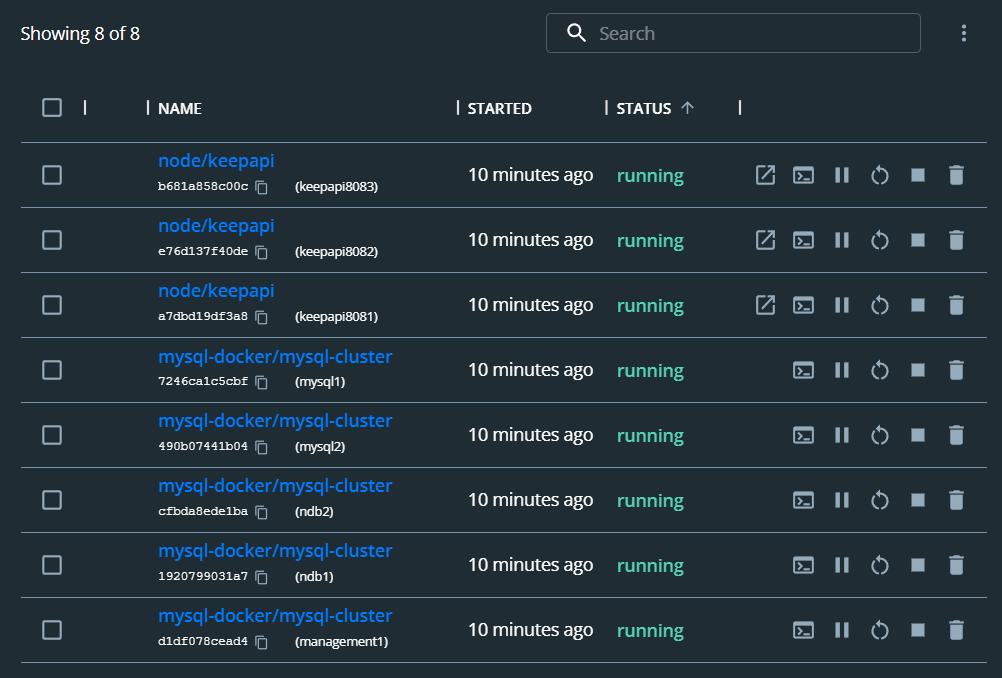 Showing 8 of 8
Search
NAME STARTED STATUS
node/keepapi
b681a858c00c (keepapi8083) 10 minutes ago running
node/keepapi
e76d137f40de (keepapi8082) 10 minutes ago running
node/keepapi
a7dbd19df3a8 (keepapi8081) 10 minutes ago running
mysql-docker/mysql-cluster
7246ca1c5cbf (mysql1) 10 minutes ago running
mysql-docker/mysql-cluster
490b07441b04 (mysql2) 10 minutes ago running
mysql-docker/mysql-cluster
cfbda8ede1ba (ndb2) 10 minutes ago running
mysql-docker/mysql-cluster
1920799031a7 (ndb1) 10 minutes ago running
mysql-docker/mysql-cluster
d1df078cead4 (management1) 10 minutes ago running